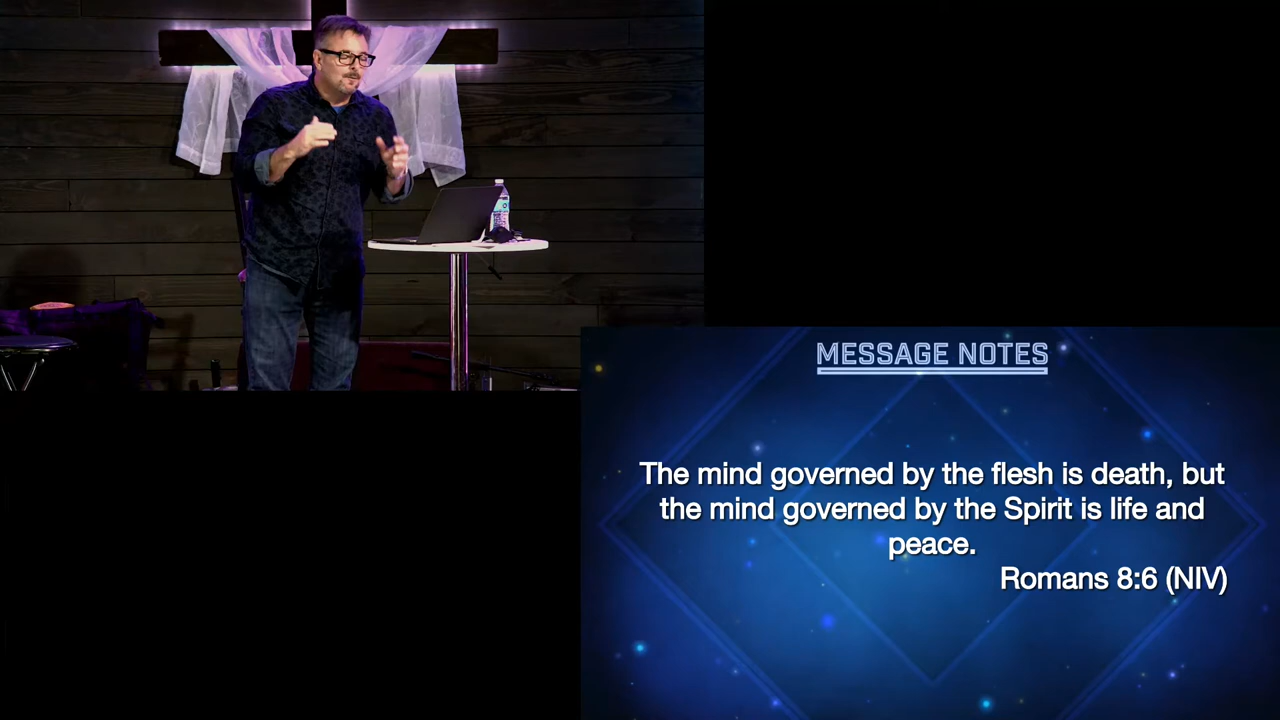 MESSAGE NOTES
The mind governed by the flesh is death, but
the mind governed by the Spirit is life and
peace.
Romans 8:6 (NIV)